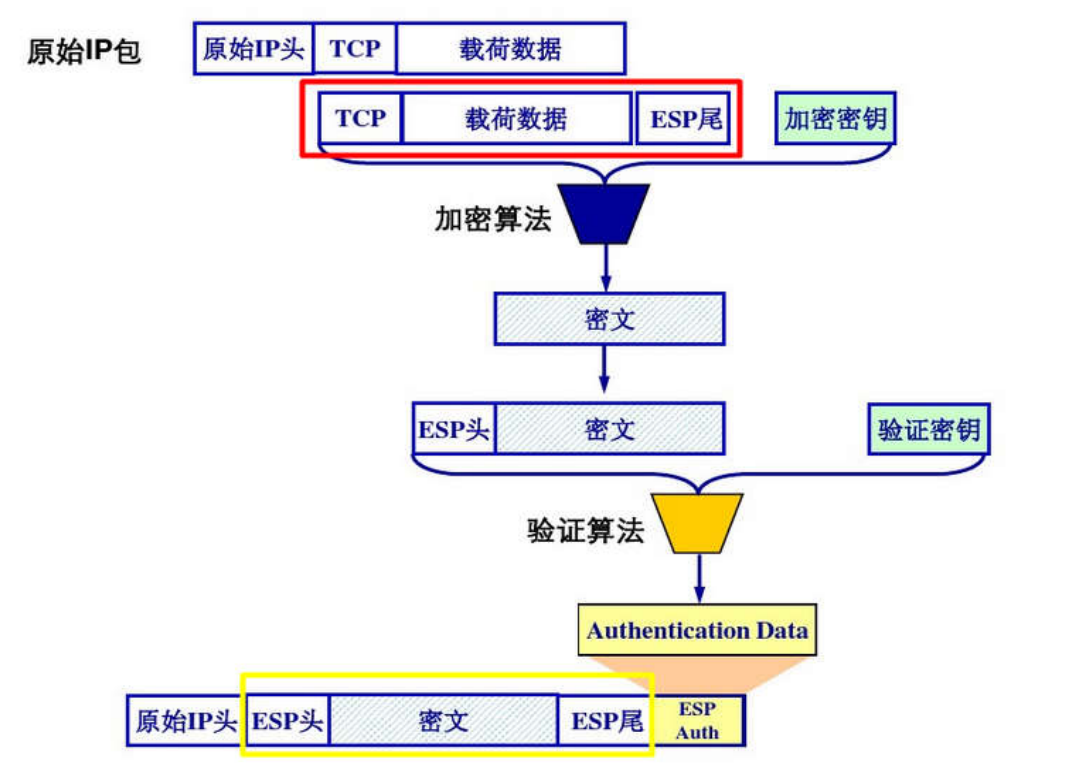 原始IP包
原始IP头 TCP 载荷数据
TCP 载荷数据 ESP尾 加密密钥
加密算法
密文
ESP头 密文 验证密钥
验证算法
Authentication Data
原始IP头 ESP头 密文 ESP尾 ESP
Auth